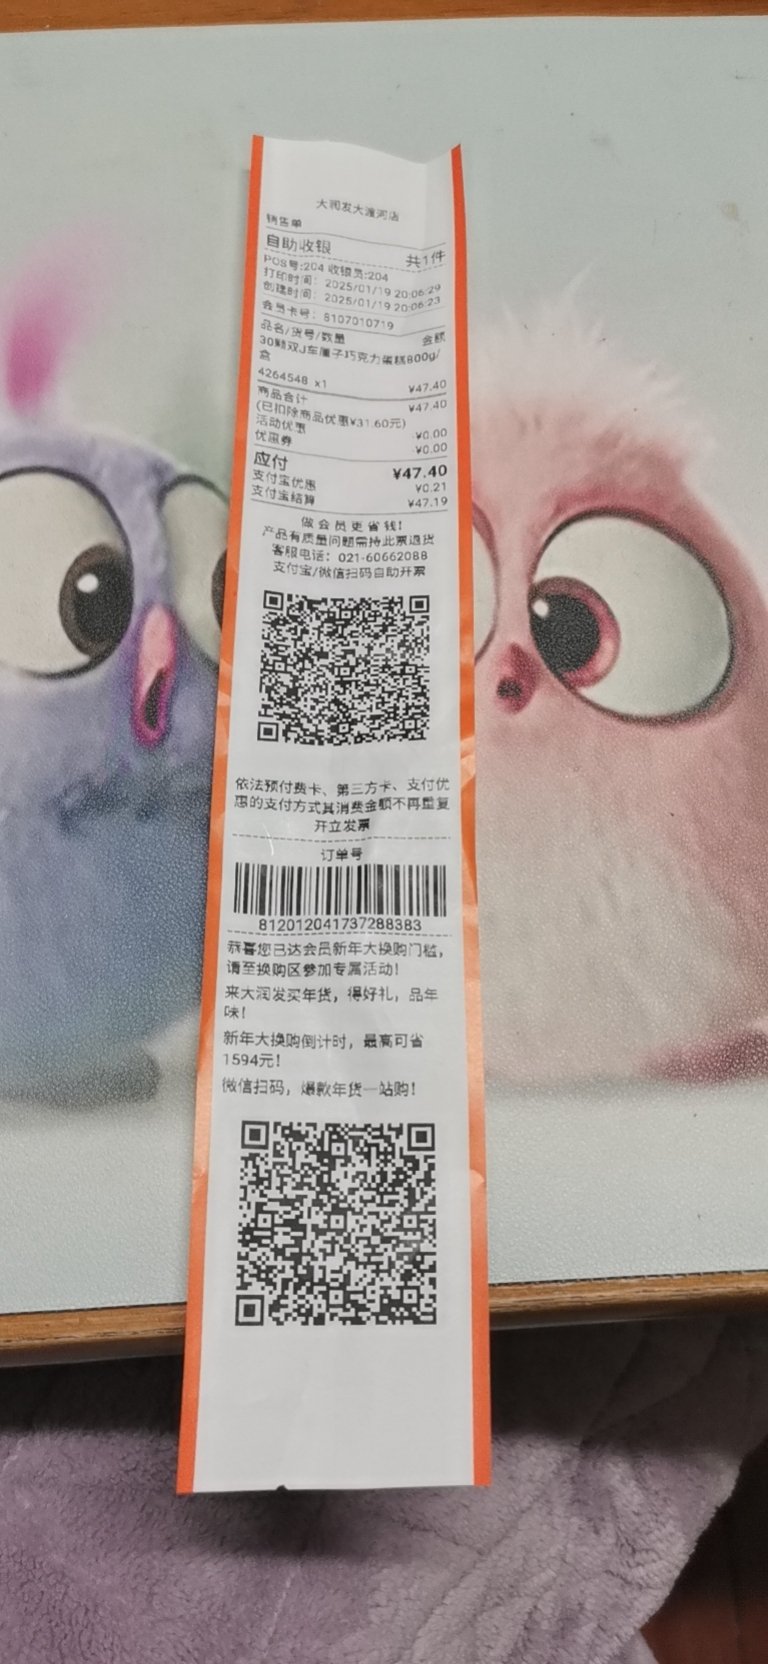 大润发大渡河店
销售单
自助收银 共1件
POS号:204 收银员:204
打印时间: 2025/01/19 20:06:29
创建时间: 2025/01/19 20:06:23
会员卡号: 8107010719
品名/货号/数量 金额
30颗双J车厘子巧克力蛋糕800g/
盒
4264548 x1 ¥47.40
商品合计 ¥47.40
(已扣除商品优惠¥31.60元)
活动优惠 ¥0.00
优惠券 ¥0.00
应付 ¥47.40
支付宝优惠 ¥0.21
支付宝结算 ¥47.19
做会员更省钱!
产品有质量问题需持此票退货
客服电话: 021-60662088
支付宝/微信扫码自助开票
依法预付费卡、第三方卡、支付优
惠的支付方式其消费金额不再重复
开立发票
订单号
812012041737288383
恭喜您已达会员新年大换购门槛,
请至换购区参加专属活动!
来大润发买年货, 得好礼, 品年
味!
新年大换购倒计时, 最高可省
1594元!
微信扫码, 爆款年货一站购!